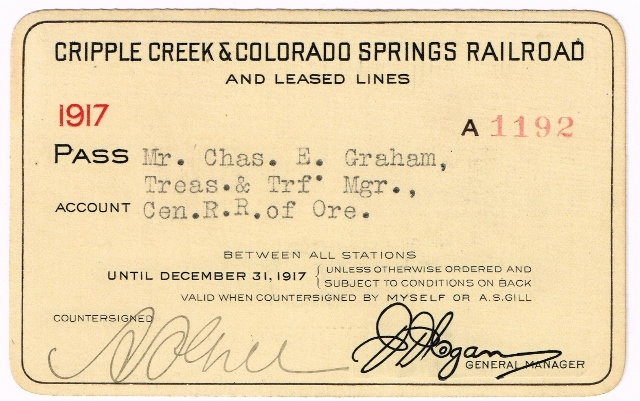 CRIPPLE CREEK & COLORADO SPRINGS RAILROAD
AND LEASED LINES
1917
A 1192
PASS Mr. Chas. E. Graham,
Treas. & Trf. Mgr.,
ACCOUNT Cen. R. R. of Ore.
BETWEEN ALL STATIONS
UNTIL DECEMBER 31, 1917 { UNLESS OTHERWISE ORDERED AND
SUBJECT TO CONDITIONS ON BACK
VALID WHEN COUNTERSIGNED BY MYSELF OR A.S. GILL
COUNTERSIGNED
GENERAL MANAGER